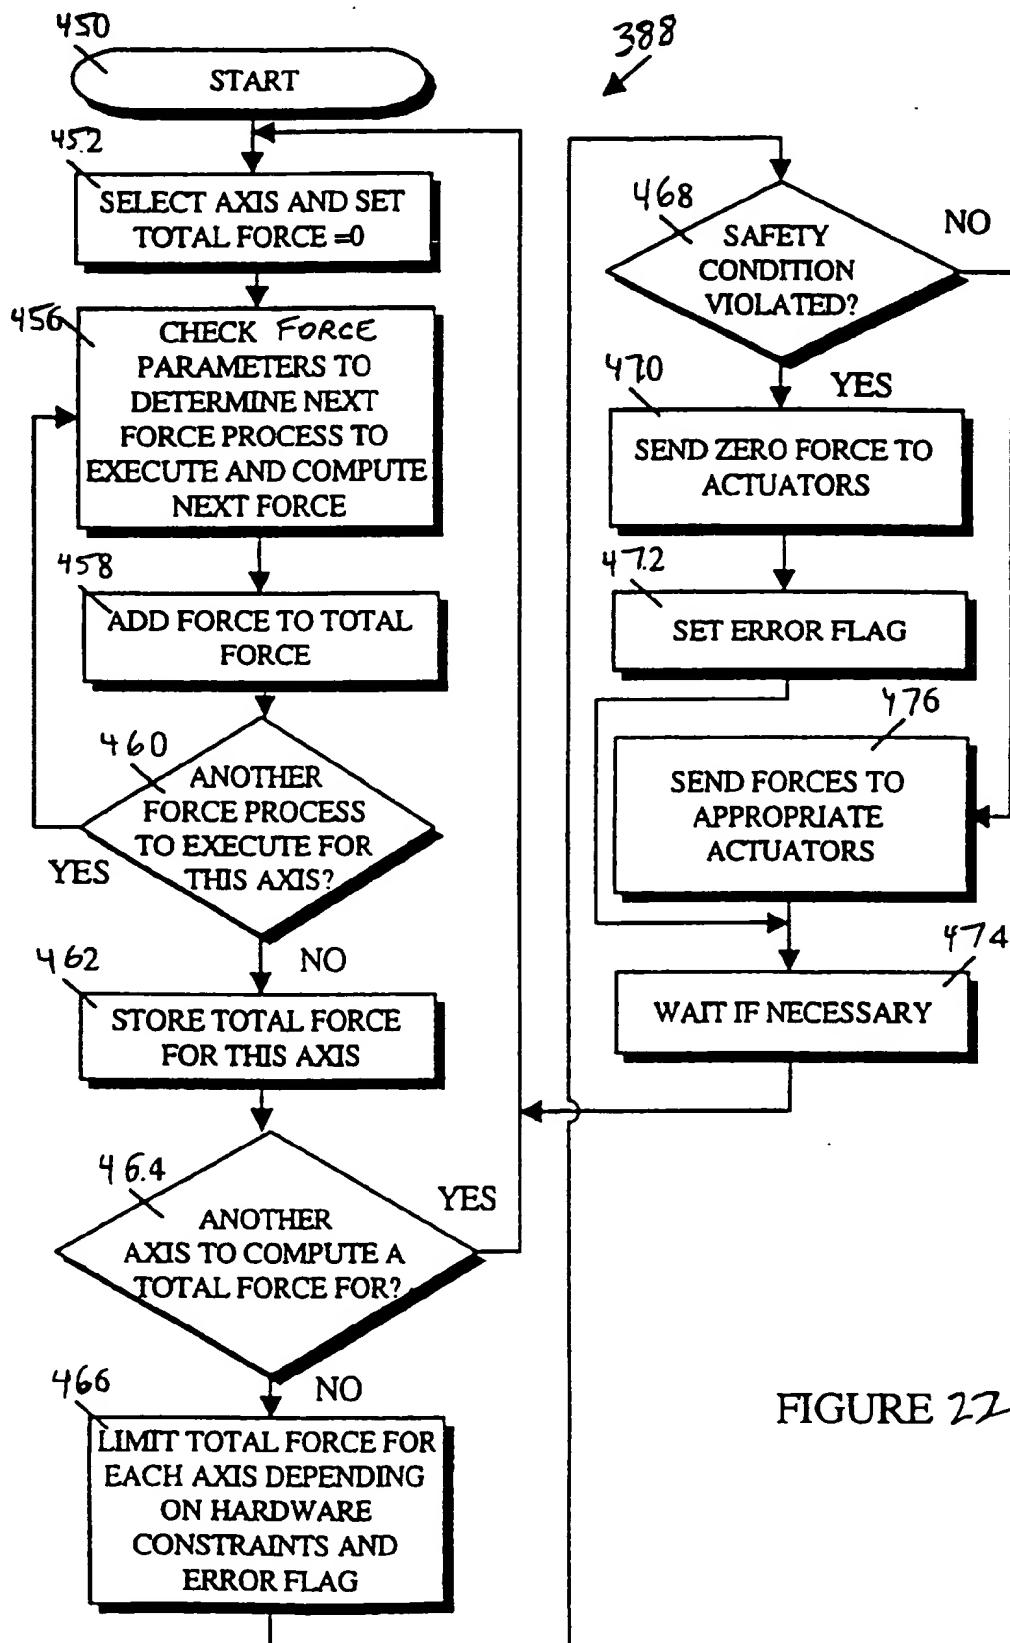 450
START
388
452
SELECT AXIS AND SET
TOTAL FORCE =0
456
CHECK FORCE
PARAMETERS TO
DETERMINE NEXT
FORCE PROCESS TO
EXECUTE AND COMPUTE
NEXT FORCE
458
ADD FORCE TO TOTAL
FORCE
460
ANOTHER
FORCE PROCESS
TO EXECUTE FOR
THIS AXIS?
YES
NO
462
STORE TOTAL FORCE
FOR THIS AXIS
464
ANOTHER
AXIS TO COMPUTE A
TOTAL FORCE FOR?
YES
NO
466
LIMIT TOTAL FORCE FOR
EACH AXIS DEPENDING
ON HARDWARE
CONSTRAINTS AND
ERROR FLAG
468
SAFETY
CONDITION
VIOLATED?
NO
YES
470
SEND ZERO FORCE TO
ACTUATORS
472
SET ERROR FLAG
476
SEND FORCES TO
APPROPRIATE
ACTUATORS
474
WAIT IF NECESSARY
FIGURE 22